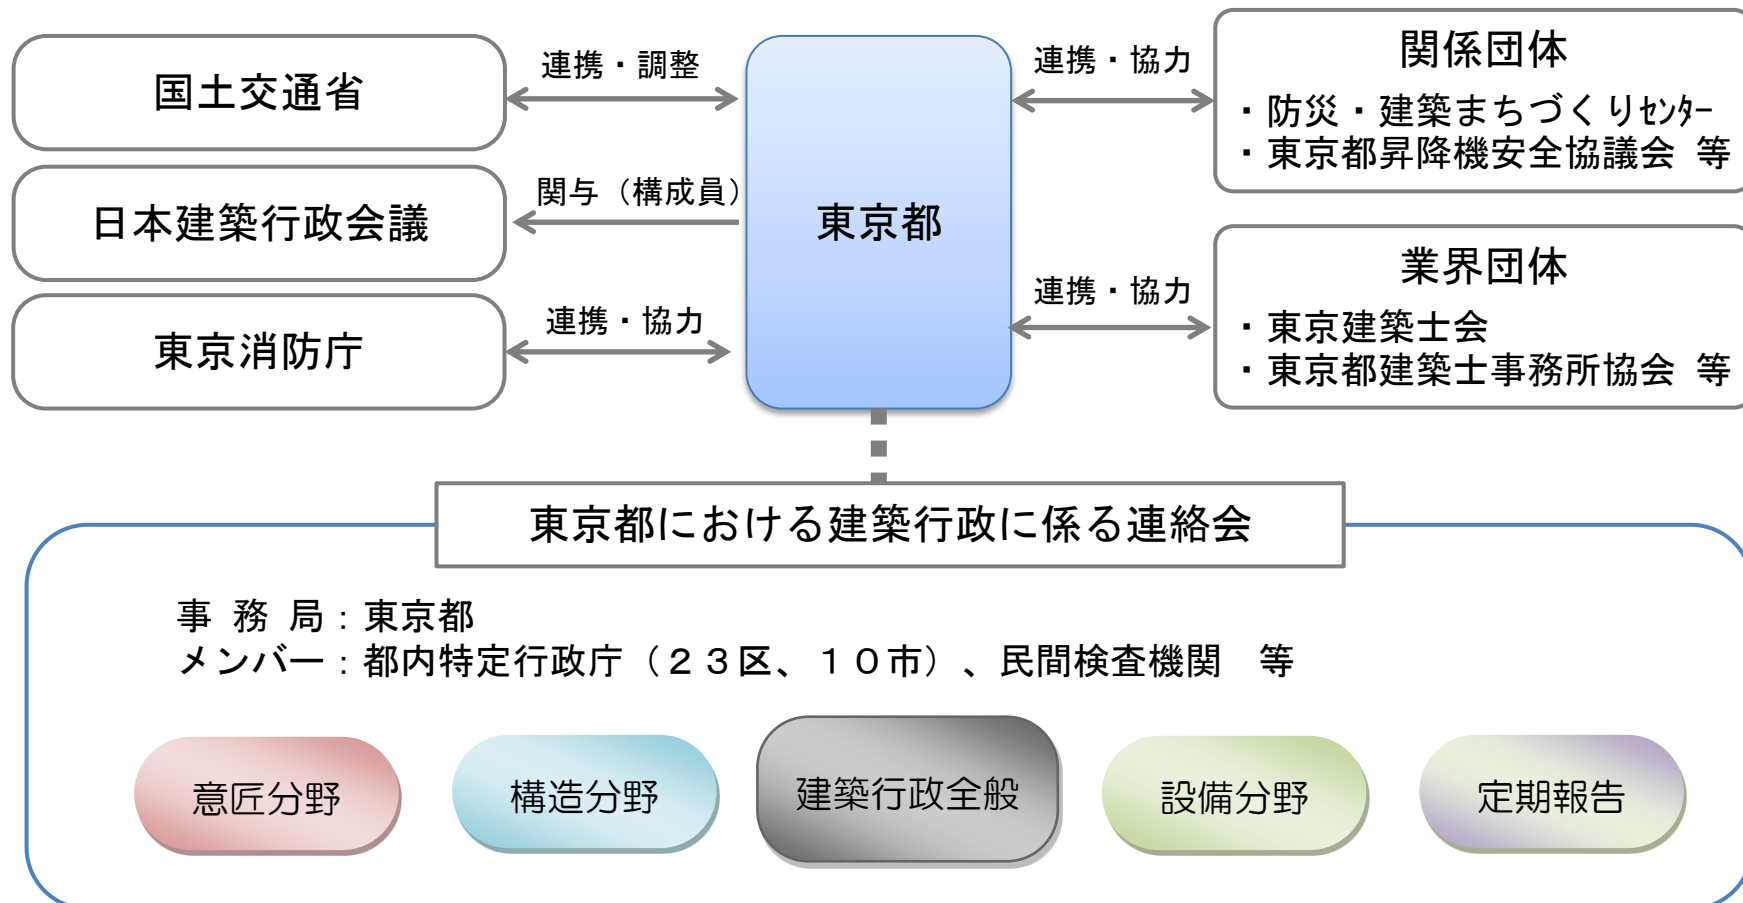 国土交通省
連携・調整
日本建築行政会議
関与（構成員）
東京消防庁
連携・協力
東京都
連携・協力
関係団体
・防災・建築まちづくりｾﾝﾀｰ
・東京都昇降機安全協議会 等
連携・協力
業界団体
・東京建築士会
・東京都建築士事務所協会 等
東京都における建築行政に係る連絡会
事 務 局：東京都
メンバー：都内特定行政庁（２３区、１０市）、民間検査機関　等
意匠分野
構造分野
建築行政全般
設備分野
定期報告